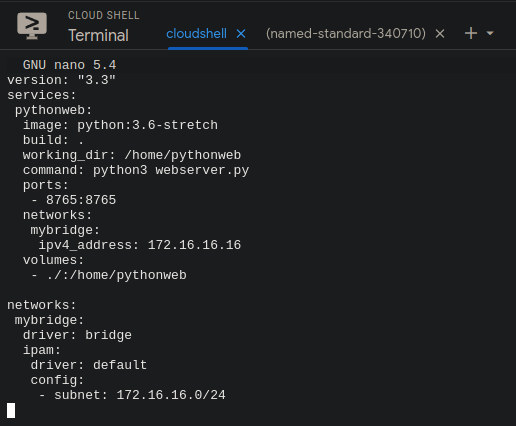 CLOUD SHELL
Terminal
cloudshell ×
(named-standard-340710) ×
GNU nano 5.4
version: "3.3"
services:
 pythonweb:
  image: python:3.6-stretch
  build: .
  working_dir: /home/pythonweb
  command: python3 webserver.py
  ports:
   - 8765:8765
  networks:
   mybridge:
    ipv4_address: 172.16.16.16
  volumes:
   - ./:/home/pythonweb

networks:
 mybridge:
  driver: bridge
  ipam:
   driver: default
   config:
    - subnet: 172.16.16.0/24